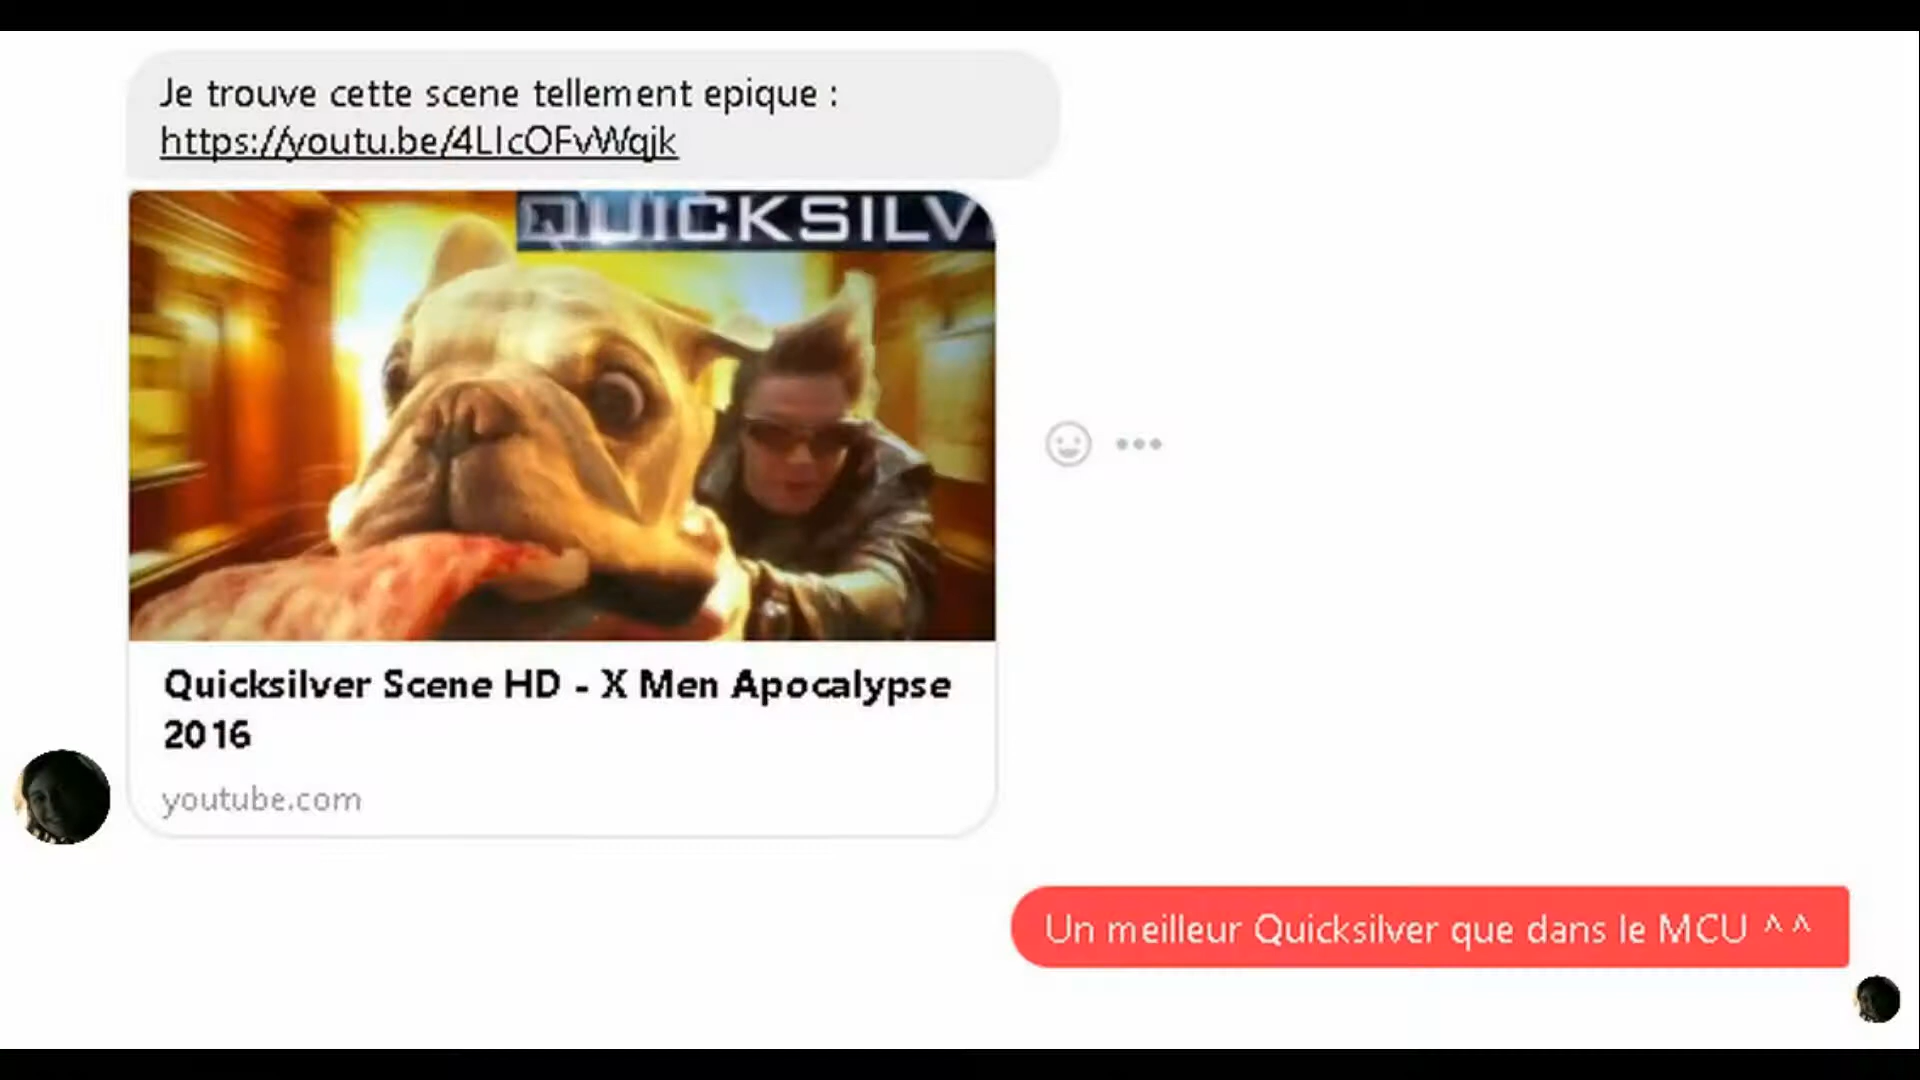 Je trouve cette scene tellement epique :
https://youtu.be/4LIcOFvWqjk
QUICKSILV
Quicksilver Scene HD - X Men Apocalypse
2016
youtube.com
Un meilleur Quicksilver que dans le MCU ^^